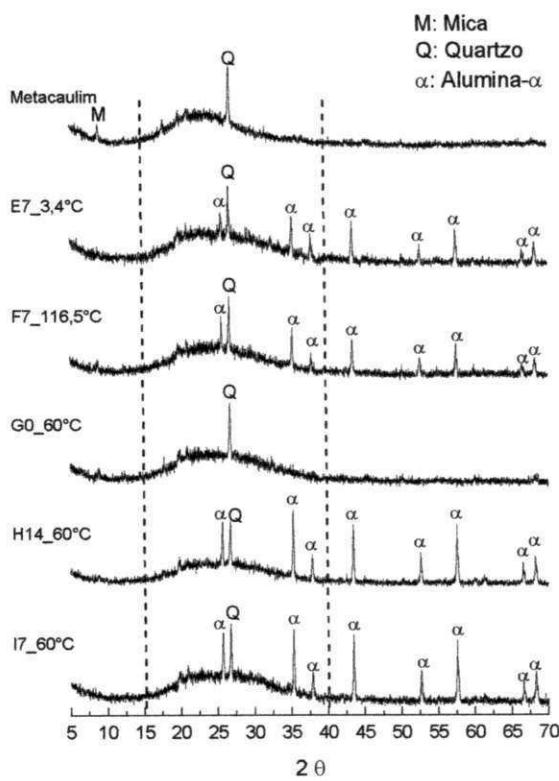 M: Mica
Q: Quartzo
α: Alumina-α
Metacaulim
M
Q
E7_3,4°C
α Q α α α α α α α
F7_116,5°C
α Q α α α α α α α
G0_60°C
Q
H14_60°C
α Q α α α α α α α
I7_60°C
α Q α α α α α α α
5 10 15 20 25 30 35 40 45 50 55 60 65 70
2 θ